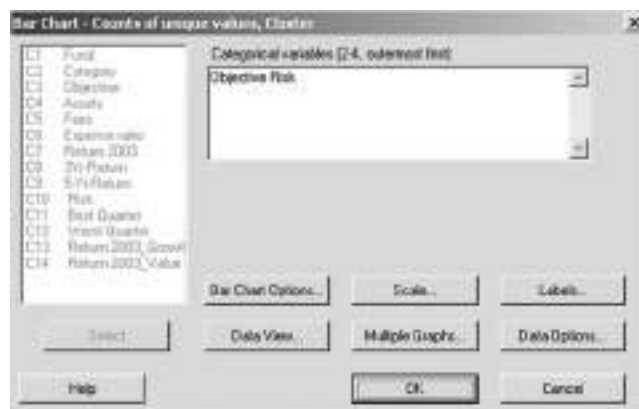 Bar Chart - Counts of unique values, Cluster
C1 Fund
C2 Category
C3 Objective
C4 Assets
C5 Fees
C6 Expense ratio
C7 Return 2003
C8 3-Yr-Return
C9 5-Yr-Return
C10 Risk
C11 Best Quarter
C12 Worst Quarter
C13 Return 2003_Growth
C14 Return 2003_Value
Categorical variables (2-4, outermost first):
Objective Risk
Bar Chart Options...
Scale...
Labels...
Select
Data View...
Multiple Graphs...
Data Options...
Help
OK
Cancel